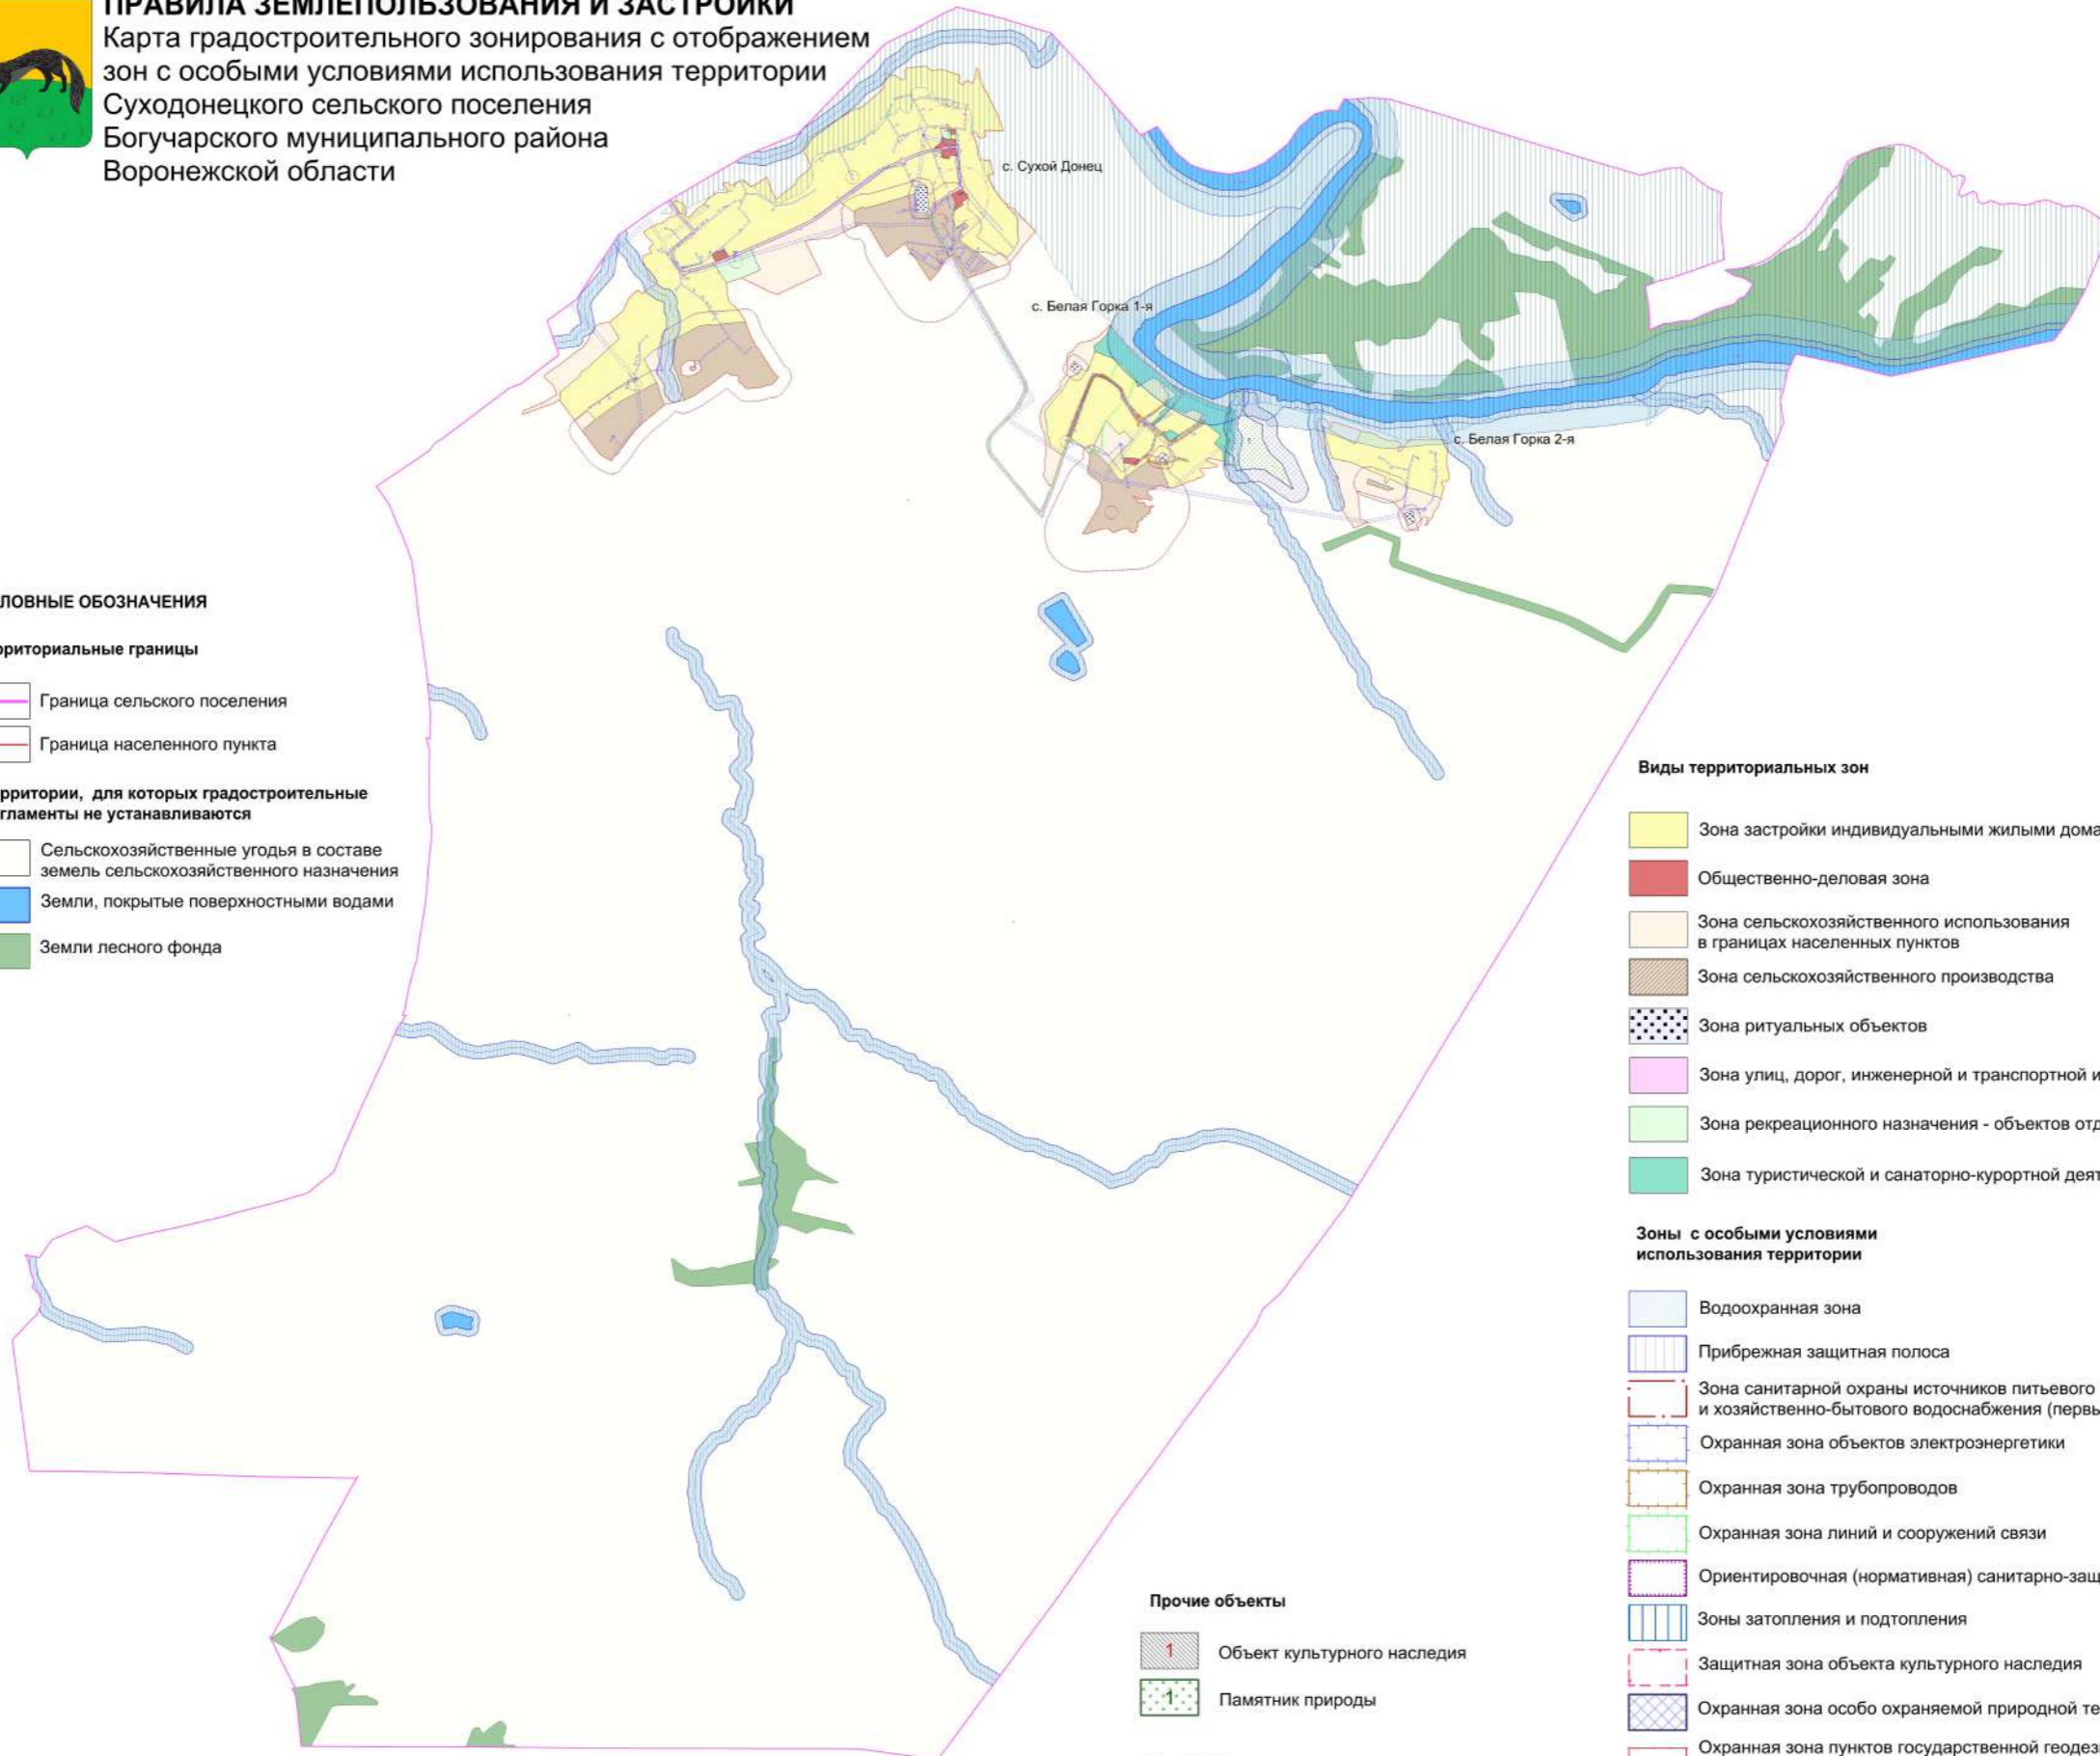 ПРАВИЛА ЗЕМЛЕПОЛЬЗОВАНИЯ И ЗАСТРОЙКИ
Карта градостроительного зонирования с отображением
зон с особыми условиями использования территории
Суходонецкого сельского поселения
Богучарского муниципального района
Воронежской области
с. Сухой Донец
с. Белая Горка 1-я
с. Белая Горка 2-я
ЛОВНЫЕ ОБОЗНАЧЕНИЯ
рриториальные границы
Граница сельского поселения
Граница населенного пункта
рритории, для которых градостроительные
гламенты не устанавливаются
Сельскохозяйственные угодья в составе
земель сельскохозяйственного назначения
Земли, покрытые поверхностными водами
Земли лесного фонда
Виды территориальных зон
Зона застройки индивидуальными жилыми дома
Общественно-деловая зона
Зона сельскохозяйственного использования
в границах населенных пунктов
Зона сельскохозяйственного производства
Зона ритуальных объектов
Зона улиц, дорог, инженерной и транспортной и
Зона рекреационного назначения - объектов отд
Зона туристической и санаторно-курортной деят
Зоны с особыми условиями
использования территории
Водоохранная зона
Прибрежная защитная полоса
Зона санитарной охраны источников питьевого
и хозяйственно-бытового водоснабжения (первы
Охранная зона объектов электроэнергетики
Охранная зона трубопроводов
Охранная зона линий и сооружений связи
Ориентировочная (нормативная) санитарно-защ
Зоны затопления и подтопления
Защитная зона объекта культурного наследия
Охранная зона особо охраняемой природной те
Охранная зона пунктов государственной геодез
Прочие объекты
1 Объект культурного наследия
1 Памятник природы